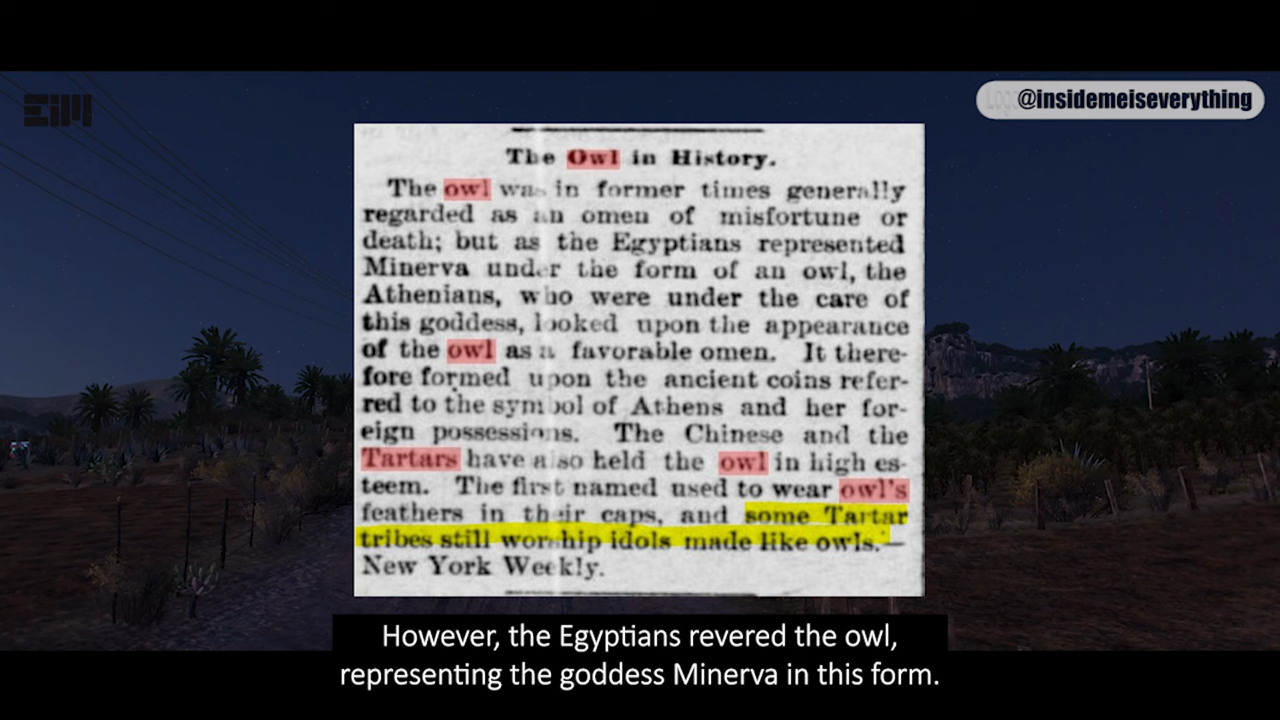 EiM
@insidemeiseverything
The Owl in History.
The owl was in former times generally
regarded as an omen of misfortune or
death; but as the Egyptians represented
Minerva under the form of an owl, the
Athenians, who were under the care of
this goddess, looked upon the appearance
of the owl as a favorable omen. It there-
fore formed upon the ancient coins refer-
red to the symbol of Athens and her for-
eign possessions. The Chinese and the
Tartars have also held the owl in high es-
teem. The first named used to wear owl's
feathers in their caps, and some Tartar
tribes still worship idols made like owls.—
New York Weekly.
However, the Egyptians revered the owl,
representing the goddess Minerva in this form.